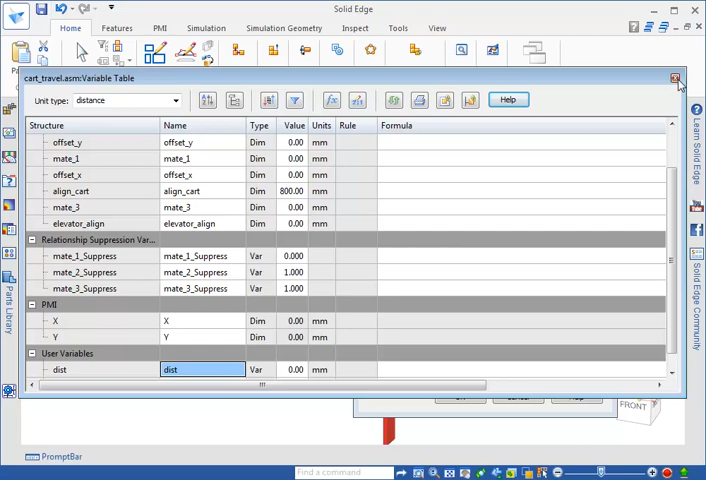 Solid Edge
Home Features PMI Simulation Simulation Geometry Assist Inspect Tools View
cart_travel.asm:Variable Table
Unit type: distance Help
Structure Name Type Value Units Rule Formula
offset_y offset_y Dim 0.00 mm
mate_1 mate_1 Dim 0.00 mm
offset_x offset_x Dim 0.00 mm
align_cart align_cart Dim 800.00 mm
mate_3 mate_3 Dim 0.00 mm
elevator_align elevator_align Dim 0.00 mm
Relationship Suppression Var...
mate_1_Suppress mate_1_Suppress Var 0.000
mate_2_Suppress mate_2_Suppress Var 1.000
mate_3_Suppress mate_3_Suppress Var 1.000
PMI
X X Dim 0.00 mm
Y Y Dim 0.00 mm
User Variables
dist dist Var 0.00 mm
Learn Solid Edge
Solid Edge Community
Parts Library
FRONT
PromptBar
Find a command